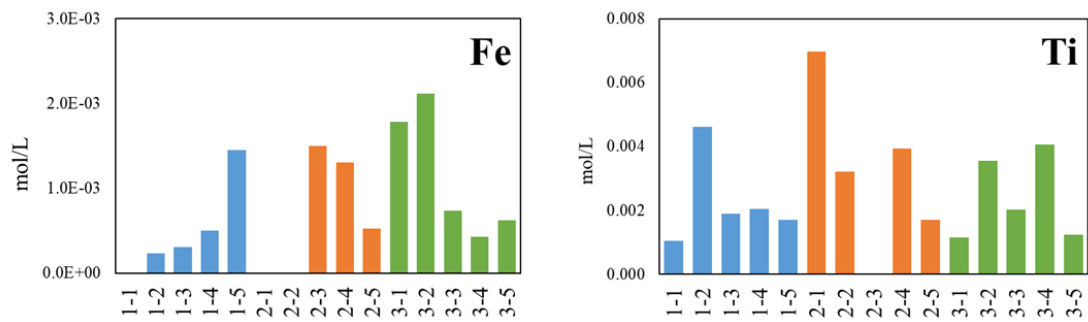 3.0E-03
2.0E-03
1.0E-03
0.0E+00
mol/L
Fe
1-1 1-2 1-3 1-4 1-5 2-1 2-2 2-3 2-4 2-5 3-1 3-2 3-3 3-4 3-5
0.008
0.006
0.004
0.002
0.000
mol/L
Ti
1-1 1-2 1-3 1-4 1-5 2-1 2-2 2-3 2-4 2-5 3-1 3-2 3-3 3-4 3-5